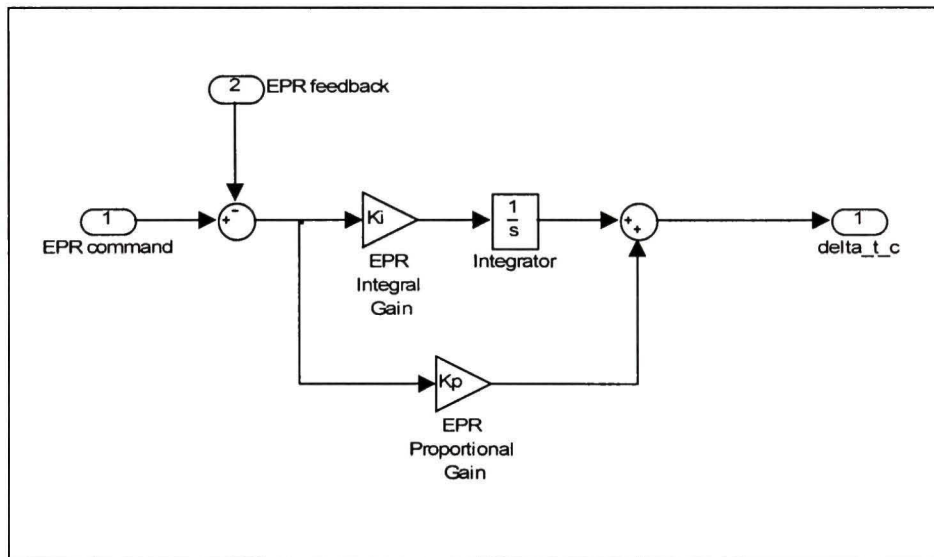 2
EPR feedback
1
EPR command
+
-
Ki
EPR
Integral
Gain
1
s
Integrator
+
+
1
delta_t_c
Kp
EPR
Proportional
Gain